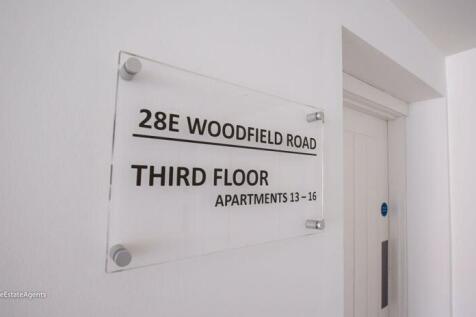 28E WOODFIELD ROAD
THIRD FLOOR
APARTMENTS 13 – 16
eEstateAgents